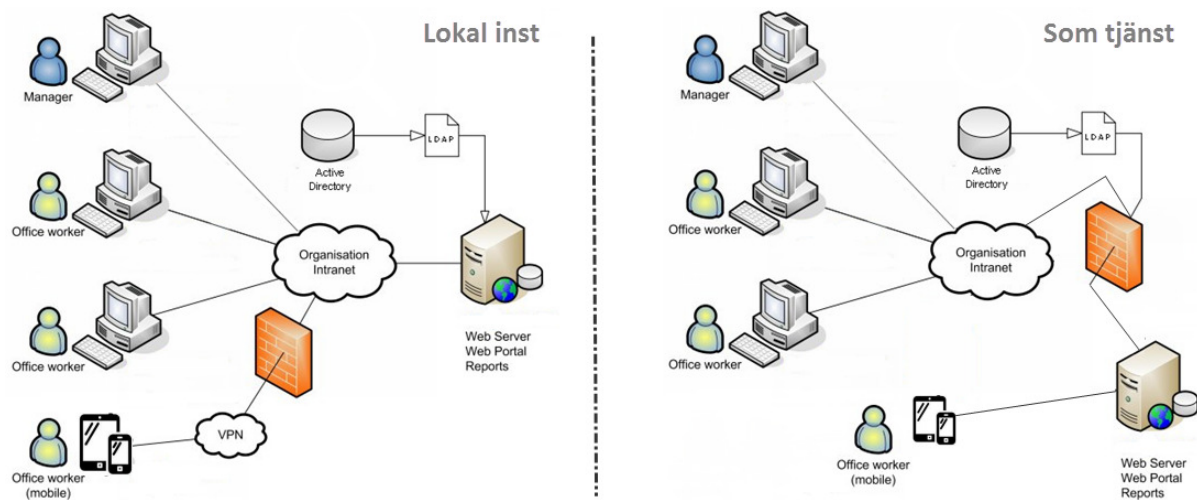 Lokal inst
Manager
LDAP
Active
Directory
Office worker
Organisation
Intranet
Office worker
Web Server
Web Portal
Reports
VPN
Office worker
(mobile)
Som tjänst
Manager
LDAP
Active
Directory
Office worker
Organisation
Intranet
Office worker
Office worker
(mobile)
Web Server
Web Portal
Reports